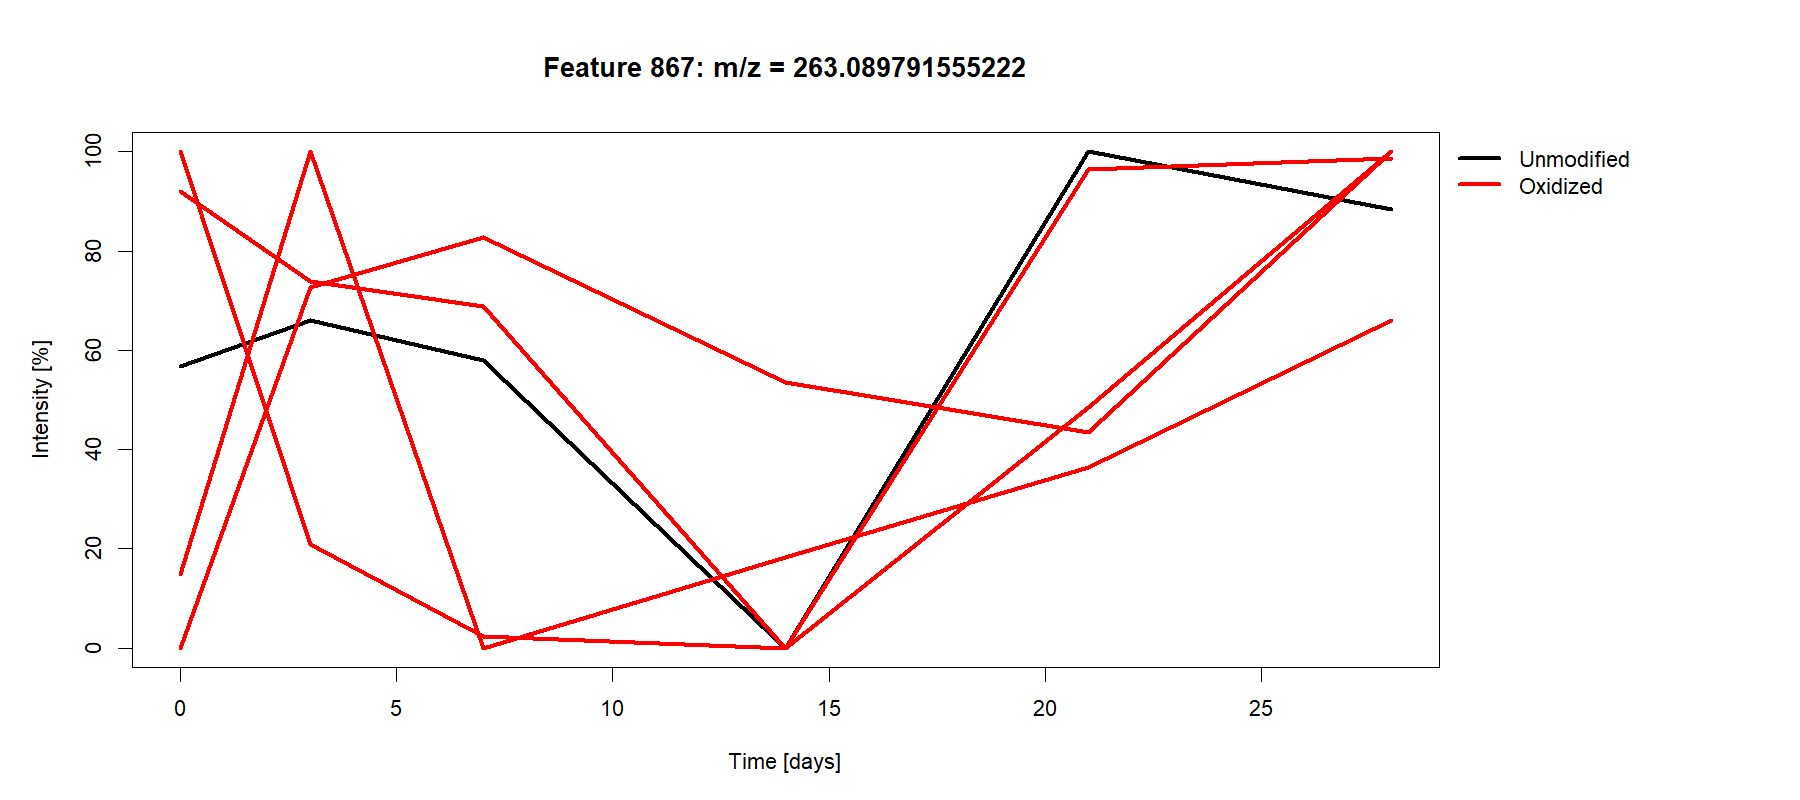 Feature 867: m/z = 263.089791555222
Unmodified
Oxidized
Intensity [%]
100
80
60
40
20
0
0 5 10 15 20 25
Time [days]